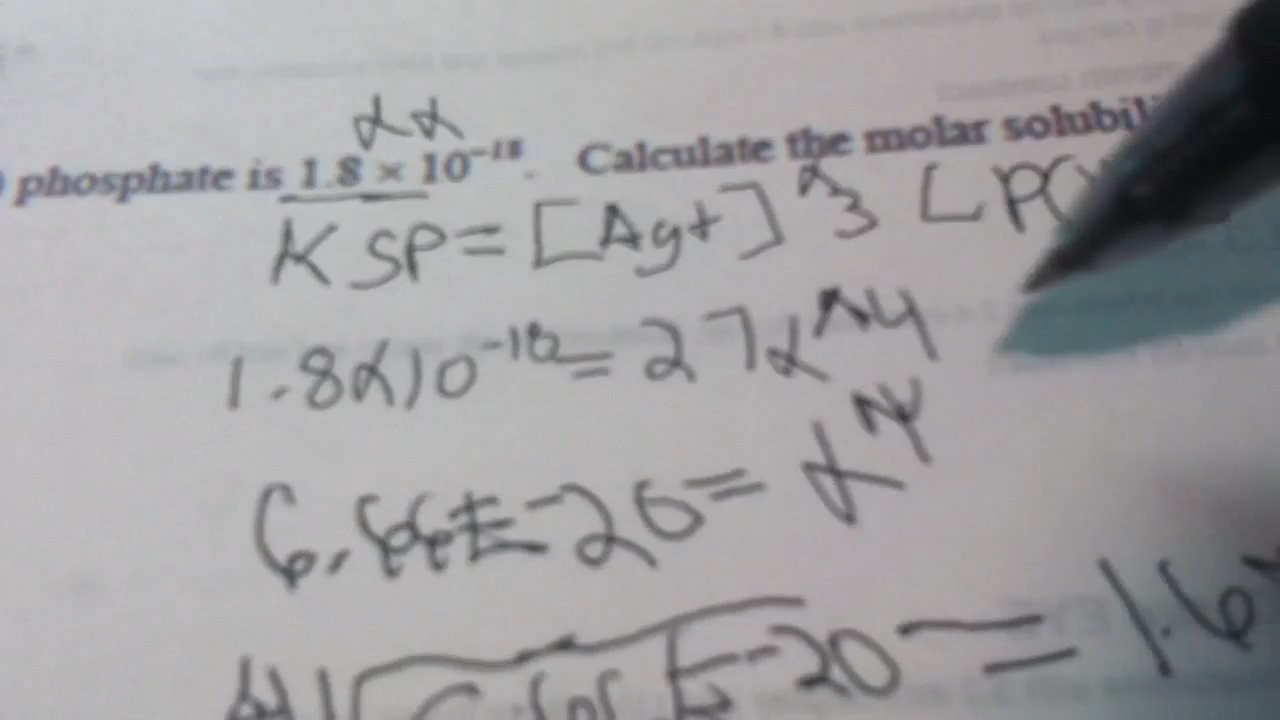 phosphate is 1.8 × 10⁻¹⁸. Calculate the molar
KSP = [Ag+]^3 [P
1.8x10⁻¹⁸ = 27x^4
6.66E-20 = x^4
-20 = 1.6